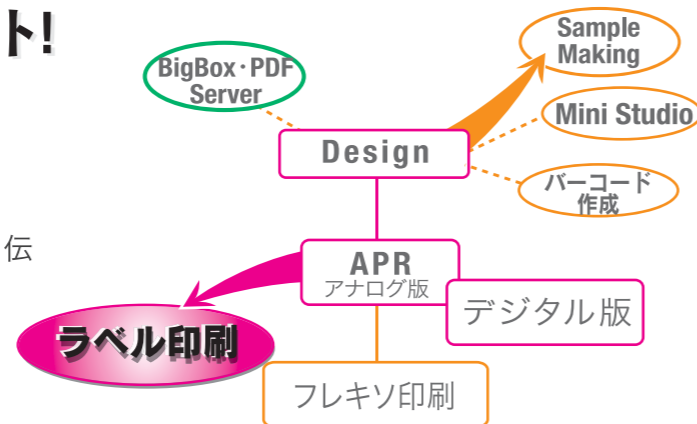 ト!
Sample
Making
BigBox・PDF
Server
Mini Studio
Design
バーコード
作成
伝
APR
アナログ版
デジタル版
ラベル印刷
フレキソ印刷